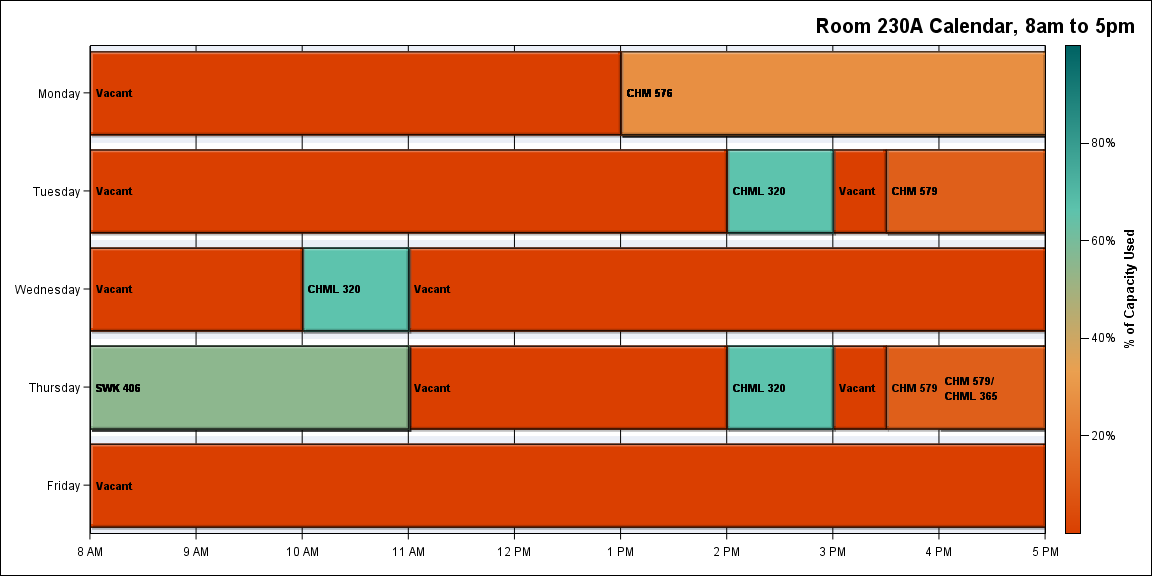 Room 230A Calendar, 8am to 5pm
Monday
Vacant
CHM 576
Tuesday
Vacant
CHML 320
Vacant
CHM 579
Wednesday
Vacant
CHML 320
Vacant
Thursday
SWK 406
Vacant
CHML 320
Vacant
CHM 579
CHM 579/
CHML 365
Friday
Vacant
8 AM
9 AM
10 AM
11 AM
12 PM
1 PM
2 PM
3 PM
4 PM
5 PM
80%
60%
40%
20%
% of Capacity Used